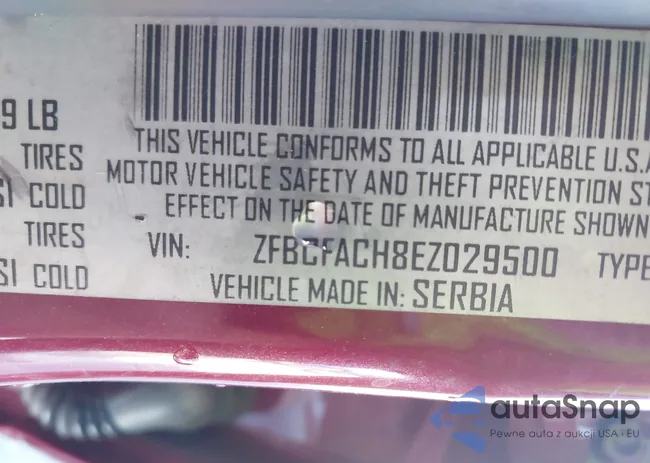 9 LB
TIRES
SI COLD
TIRES
SI COLD
THIS VEHICLE CONFORMS TO ALL APPLICABLE U.S.A
MOTOR VEHICLE SAFETY AND THEFT PREVENTION ST
EFFECT ON THE DATE OF MANUFACTURE SHOWN
VIN: ZFBCFACH8EZ029500 TYPE
VEHICLE MADE IN: SERBIA
autaSnap
Pewne auta z aukcji USA i EU